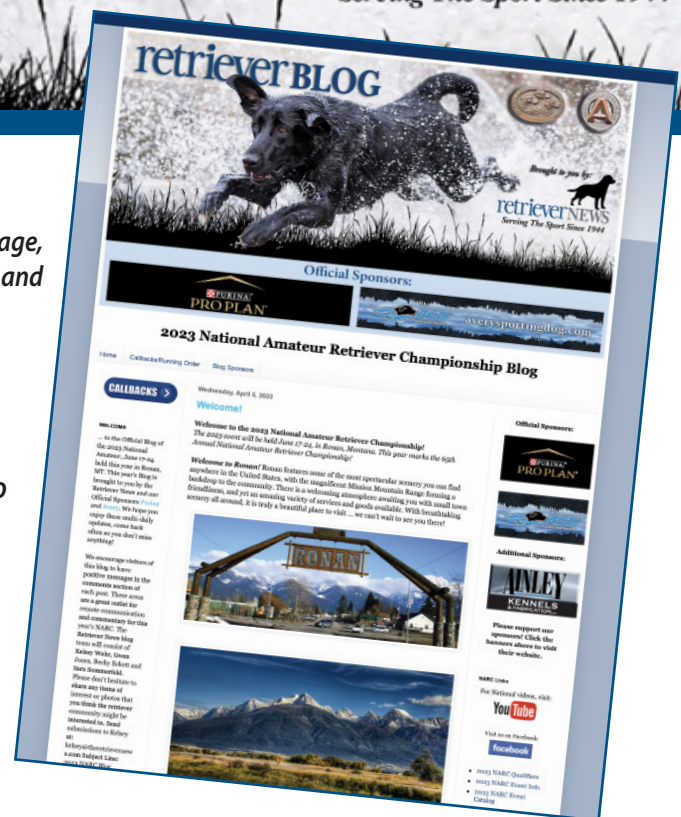 Serving The Sport Since 1944
age,
and
retriever BLOG
Brought to you by:
retrieverNEWS
Serving The Sport Since 1944
Official Sponsors:
PURINA
PRO PLAN
averysportingdog.com
2023 National Amateur Retriever Championship Blog
Home Callbacks/Running Order Blog Sponsors
CALLBACKS
WELCOME
... to the Official Blog of
the 2023 National
Amateur, June 17-24
held this year in Ronan,
MT. This year's Blog is
brought to you by the
Retriever News and our
Official Sponsors Purina
and Avery. We hope you
enjoy these multi-daily
updates, come back
often so you don't miss
anything!
We encourage visitors of
this blog to leave
positive messages in the
comments section of
each post. These areas
are a great outlet for
remote communication
and commentary for this
year's NARC. The
Retriever News blog
team will consist of
Kelsey Wehr, Gwen
Jones, Becky Eckett and
Sara Sommerfeld.
Please don't hesitate to
share any items of
interest or photos that
you think the retriever
community might be
interested in. Send
submissions to Kelsey
at:
kelsey@theretrievernew
s.com Subject Line:
2023 NARC Blog
Wednesday, April 5, 2023
Welcome!
Welcome to the 2023 National Amateur Retriever Championship!
The 2023 event will be held June 17-24, in Ronan, Montana. This year marks the 65th
Annual National Amateur Retriever Championship!
Welcome to Ronan! Ronan features some of the most spectacular scenery you can find
anywhere in the United States, with the magnificent Mission Mountain Range forming a
backdrop to the community. There is a welcoming atmosphere awaiting you with small town
friendliness, and yet an amazing variety of services and goods available. With breathtaking
scenery all around, it is truly a beautiful place to visit ... we can't wait to see you there!
RONAN
Official Sponsors:
PURINA
PRO PLAN
Additional Sponsors:
AINLEY
KENNELS
& FABRICATION
Please support our
sponsors! Click the
banners above to visit
their website.
NARC Links
For National videos, visit:
YouTube
Visit us on Facebook:
facebook
2023 NARC Qualifiers
2023 NARC Event Info
2023 NARC Event
Catalog